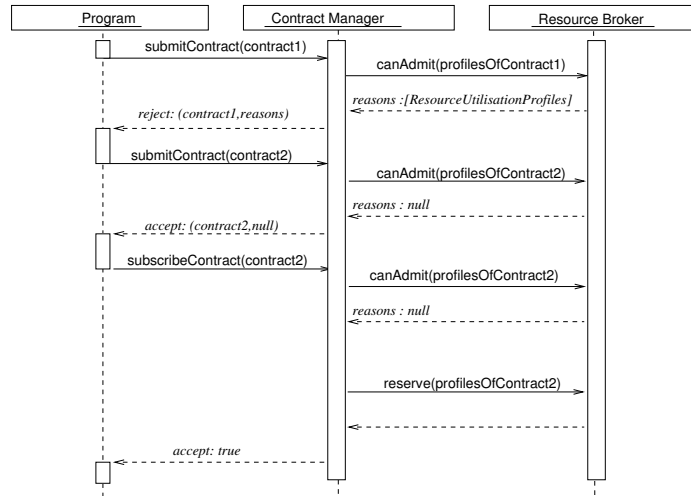 Program
Contract Manager
Resource Broker
submitContract(contract1)
canAdmit(profilesOfContract1)
reasons :[ResourceUtilisationProfiles]
reject: (contract1,reasons)
submitContract(contract2)
canAdmit(profilesOfContract2)
reasons : null
accept: (contract2,null)
subscribeContract(contract2)
canAdmit(profilesOfContract2)
reasons : null
reserve(profilesOfContract2)
accept: true